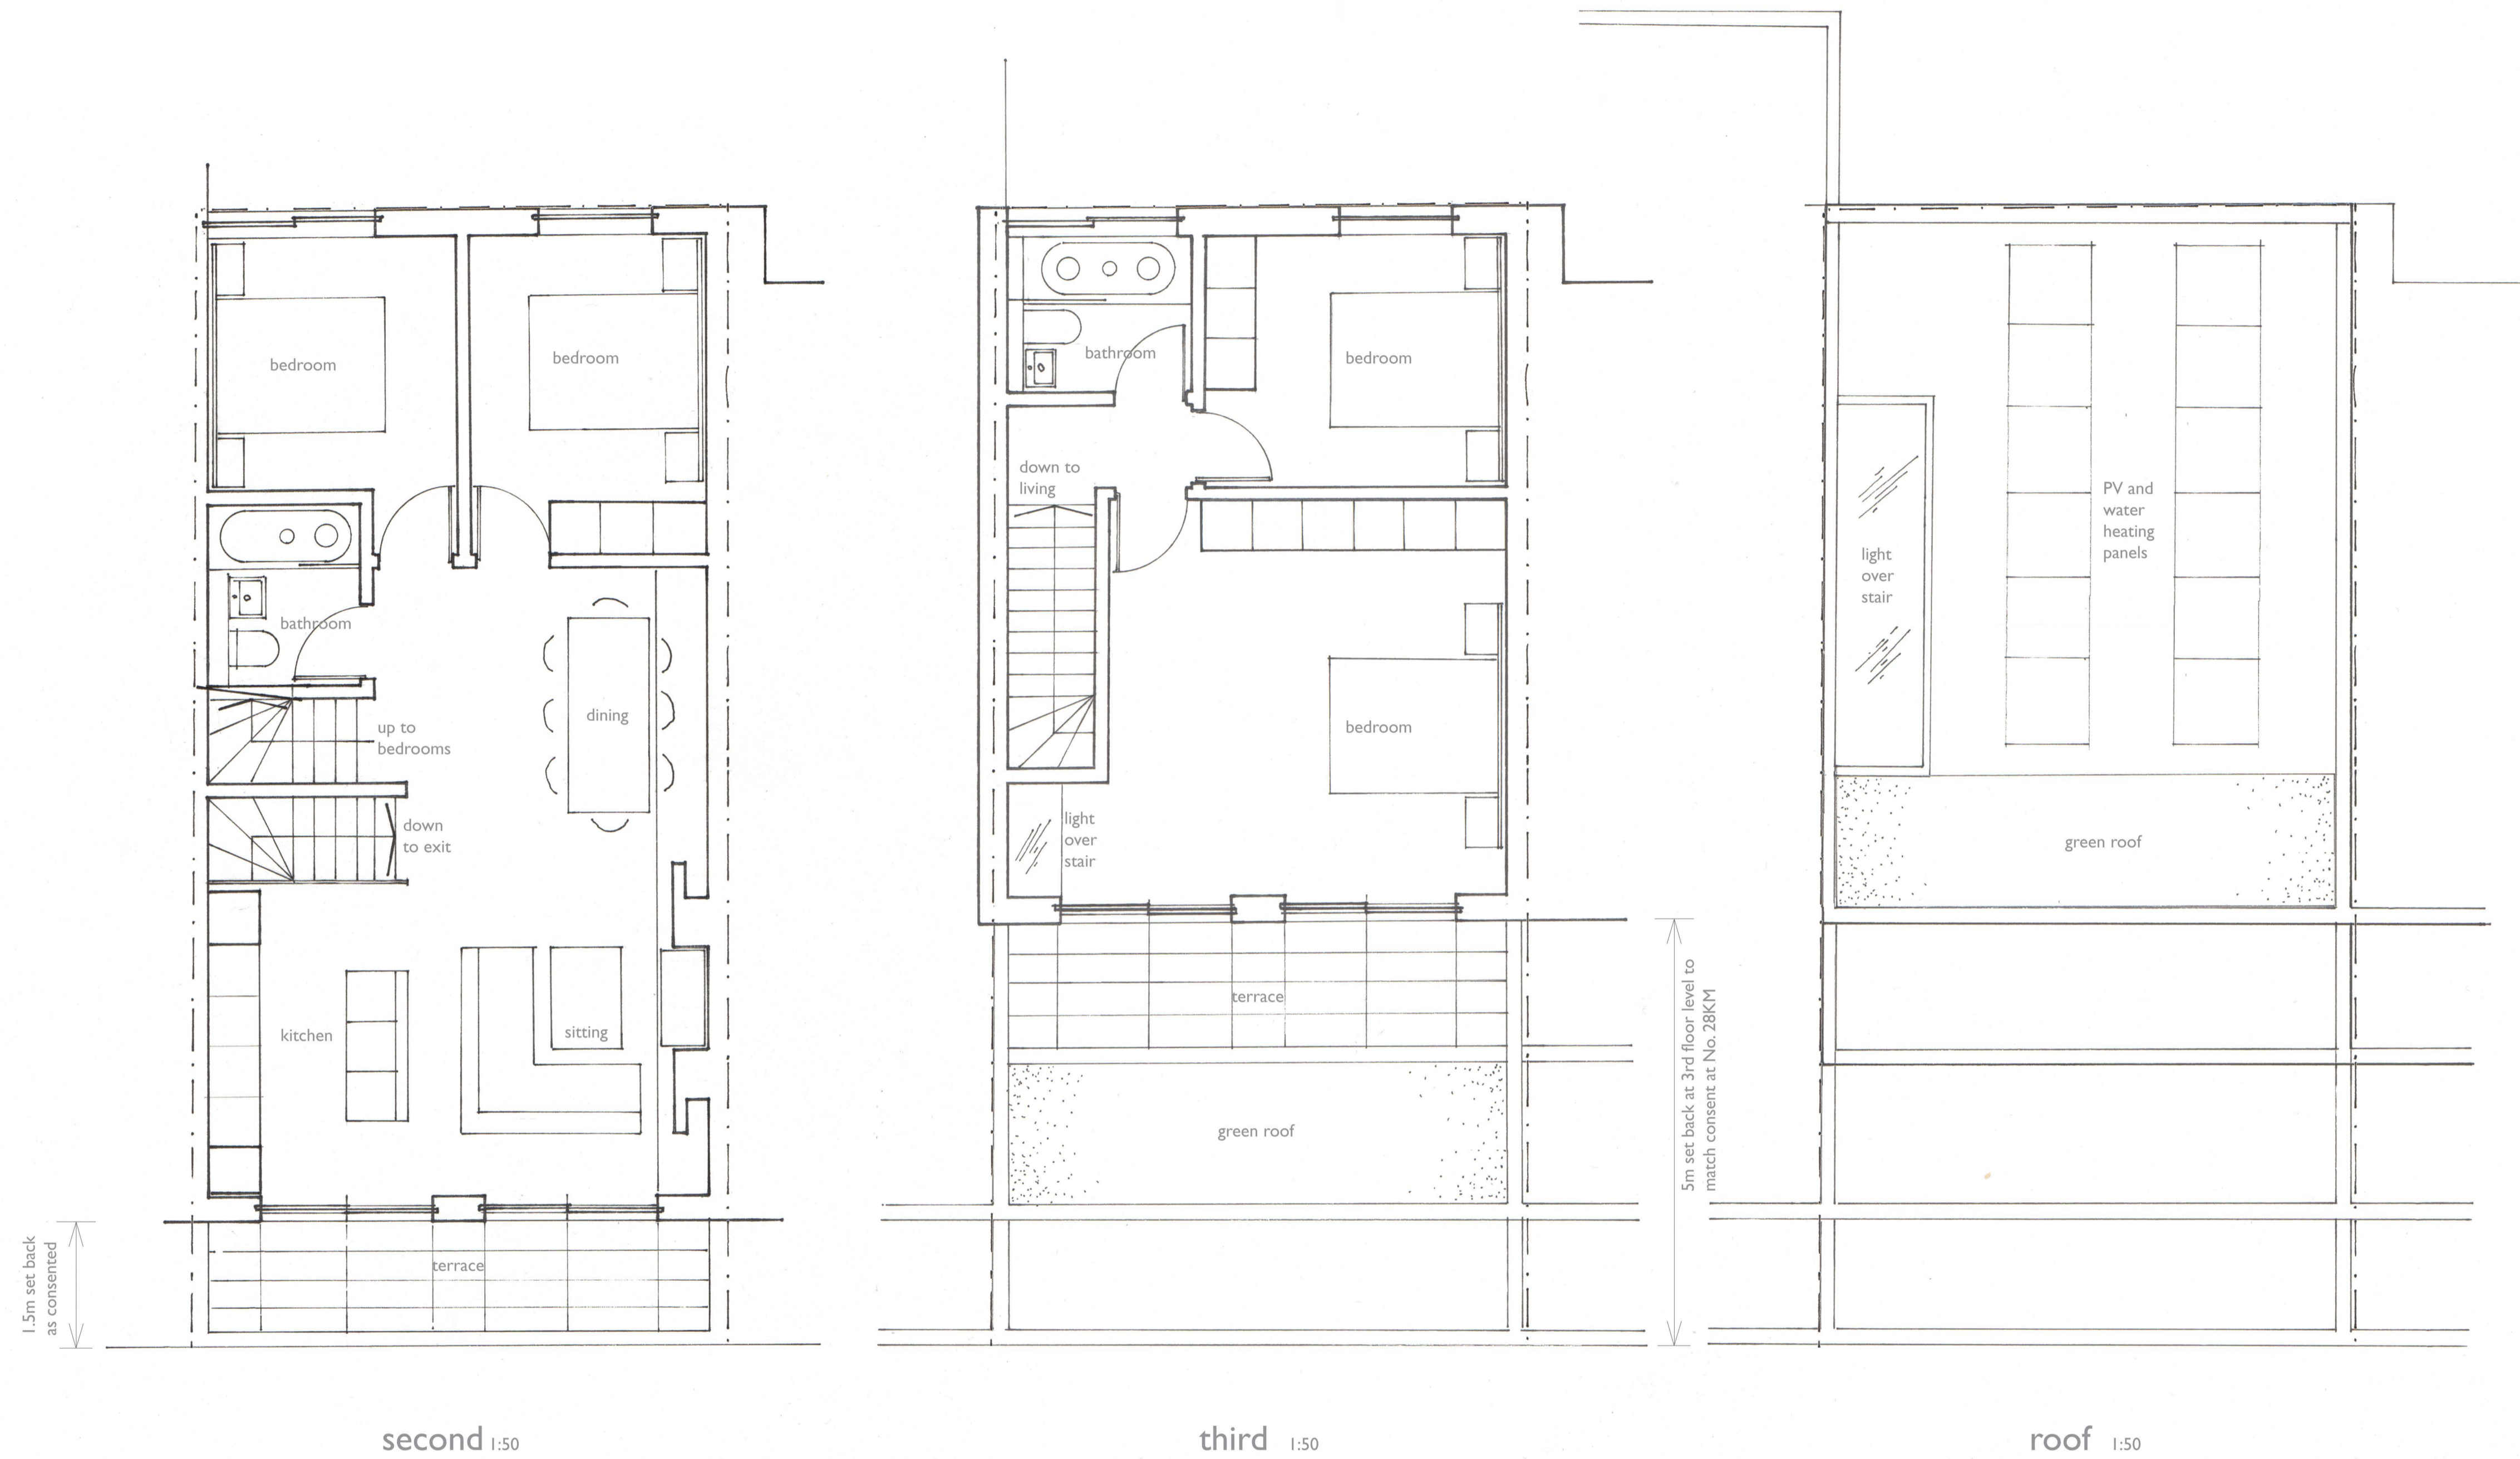 bedroom
bedroom
bathroom
up to
bedrooms
dining
down
to exit
kitchen
sitting
terrace
1.5m set back
as consented
second 1:50
bathroom
bedroom
down to
living
bedroom
light
over
stair
terrace
green roof
5m set back at 3rd floor level to
match consent at No. 28KM
third 1:50
PV and
water
heating
panels
light
over
stair
green roof
roof 1:50